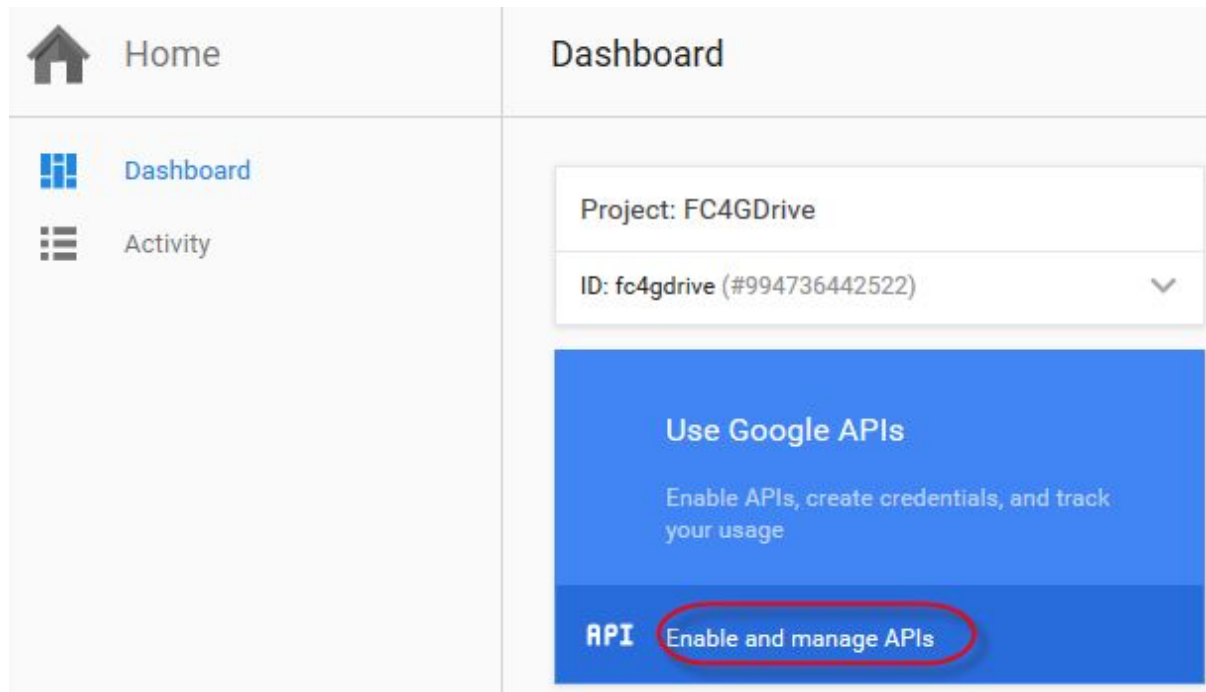 Home
Dashboard
Dashboard
Activity
Project: FC4GDrive
ID: fc4gdrive (#994736442522)
Use Google APIs
Enable APIs, create credentials, and track
your usage
API Enable and manage APIs